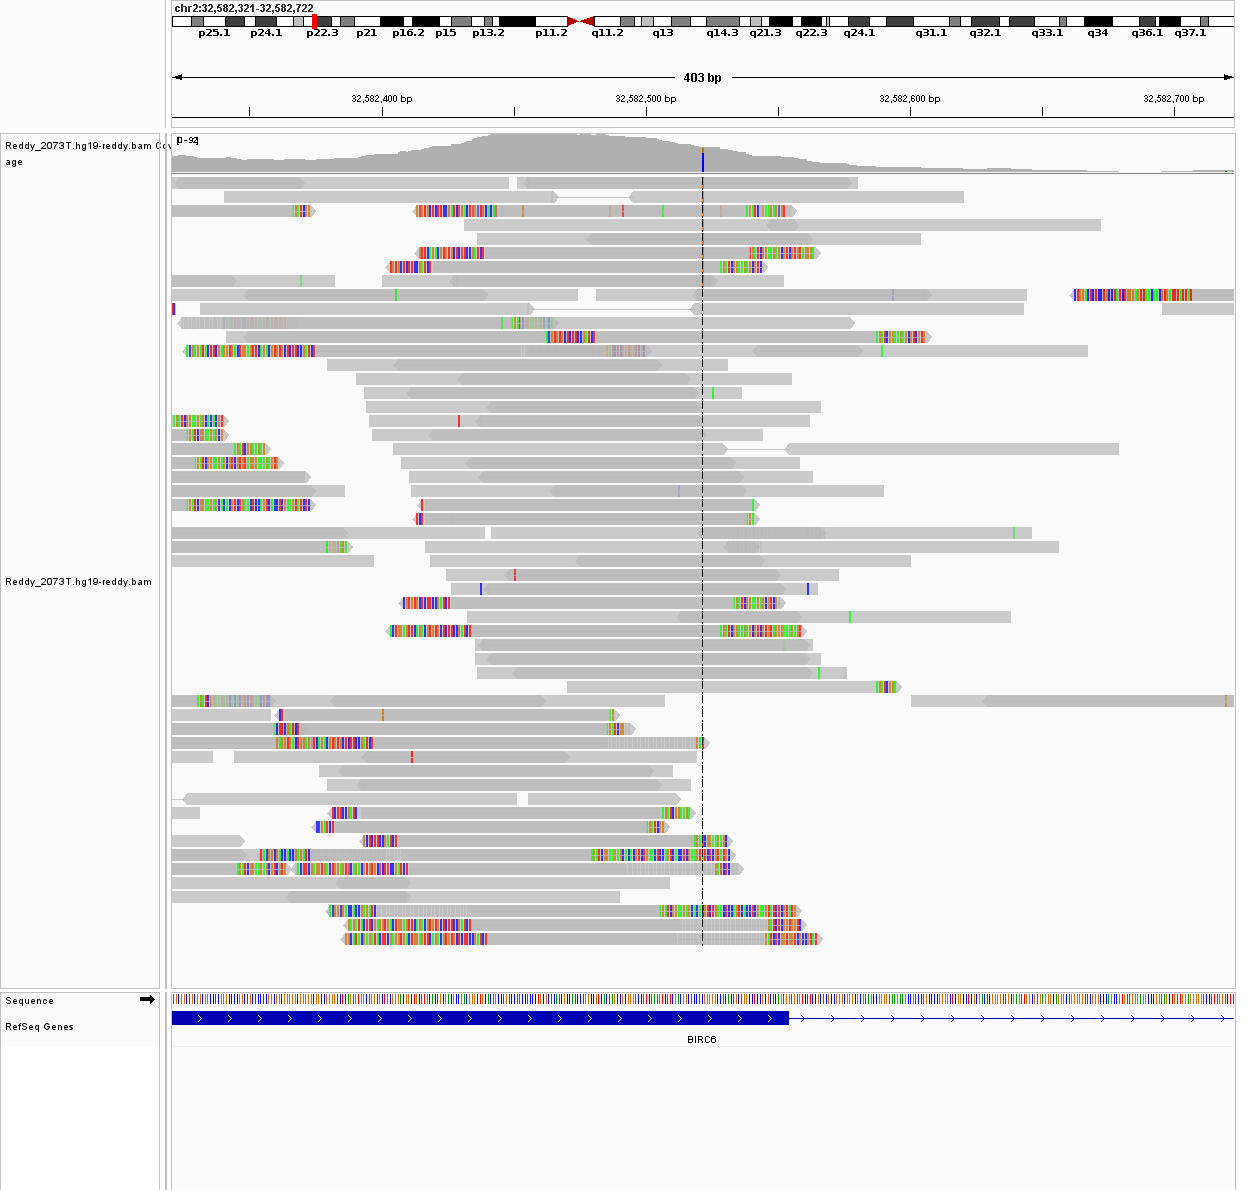 chr2:32,582,321-32,582,722
p25.1 p24.1 p22.3 p21 p16.2 p15 p13.2 p11.2 q11.2 q13 q14.3 q21.3 q22.3 q24.1 q31.1 q32.1 q33.1 q34 q36.1 q37.1
403 bp
32,582,400 bp 32,582,500 bp 32,582,600 bp 32,582,700 bp
[0-92]
Reddy_2073T.hg19-reddy.bam Cov
age
Reddy_2073T.hg19-reddy.bam
Sequence
RefSeq Genes
BIRC6